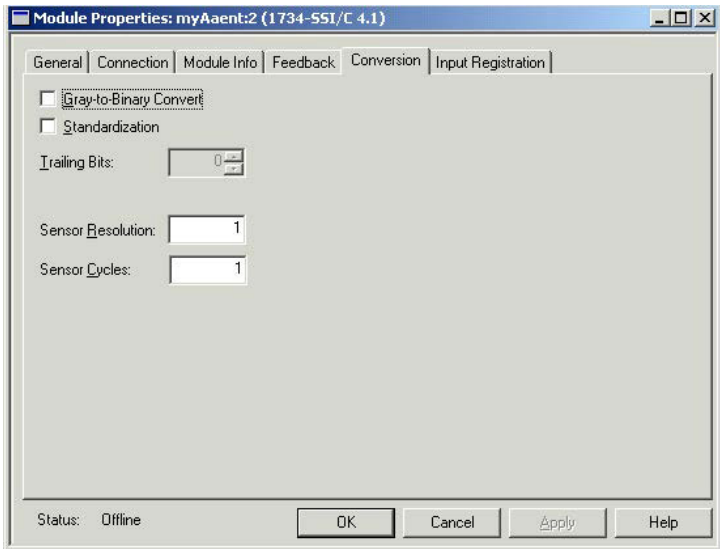 Module Properties: myAaent:2 (1734-SSI/C 4.1)
General Connection Module Info Feedback Conversion Input Registration
Gray-to-Binary Convert
Standardization
Trailing Bits: 0
Sensor Resolution: 1
Sensor Cycles: 1
Status: Offline OK Cancel Apply Help